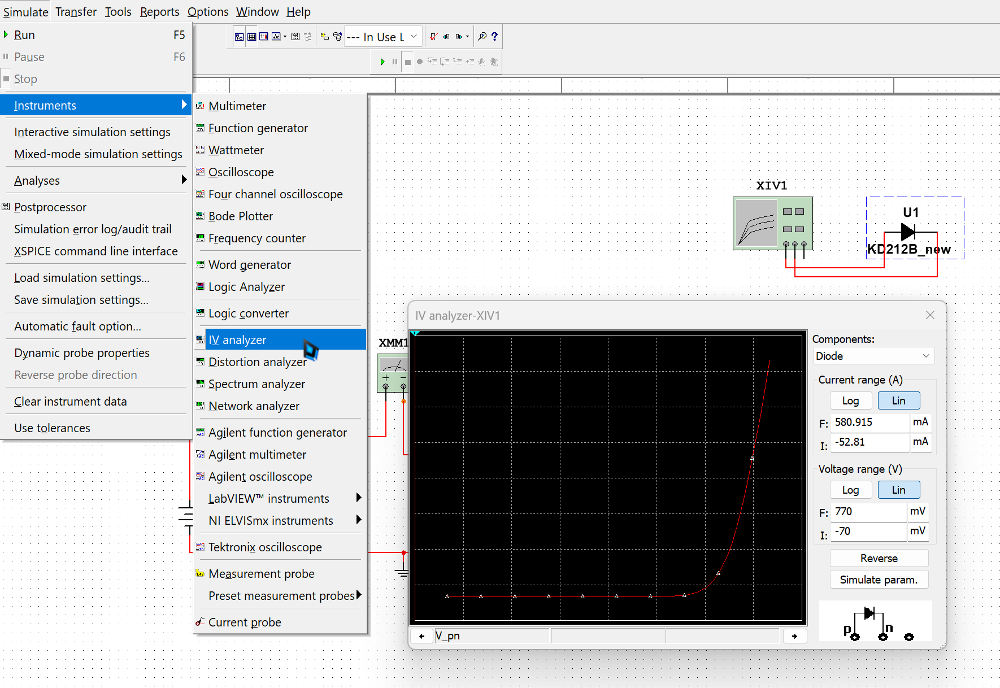 Simulate Transfer Tools Reports Options Window Help
Run F5
Pause F6
Stop
Instruments
Interactive simulation settings
Mixed-mode simulation settings
Analyses
Postprocessor
Simulation error log/audit trail
XSPICE command line interface
Load simulation settings...
Save simulation settings...
Automatic fault option...
Dynamic probe properties
Reverse probe direction
Clear instrument data
Use tolerances
--- In Use L
?
Multimeter
Function generator
Wattmeter
Oscilloscope
Four channel oscilloscope
Bode Plotter
Frequency counter
Word generator
Logic Analyzer
Logic converter
IV analyzer
Distortion analyzer
Spectrum analyzer
Network analyzer
Agilent function generator
Agilent multimeter
Agilent oscilloscope
LabVIEW™ instruments
NI ELVISmx instruments
Tektronix oscilloscope
Measurement probe
Preset measurement probes
Current probe
XMM1
+ −
XIV1
U1
KD212B_new
IV analyzer-XIV1
Components:
Diode
Current range (A)
Log Lin
F: 580.915 mA
I: -52.81 mA
Voltage range (V)
Log Lin
F: 770 mV
I: -70 mV
Reverse
Simulate param.
p n
V_pn